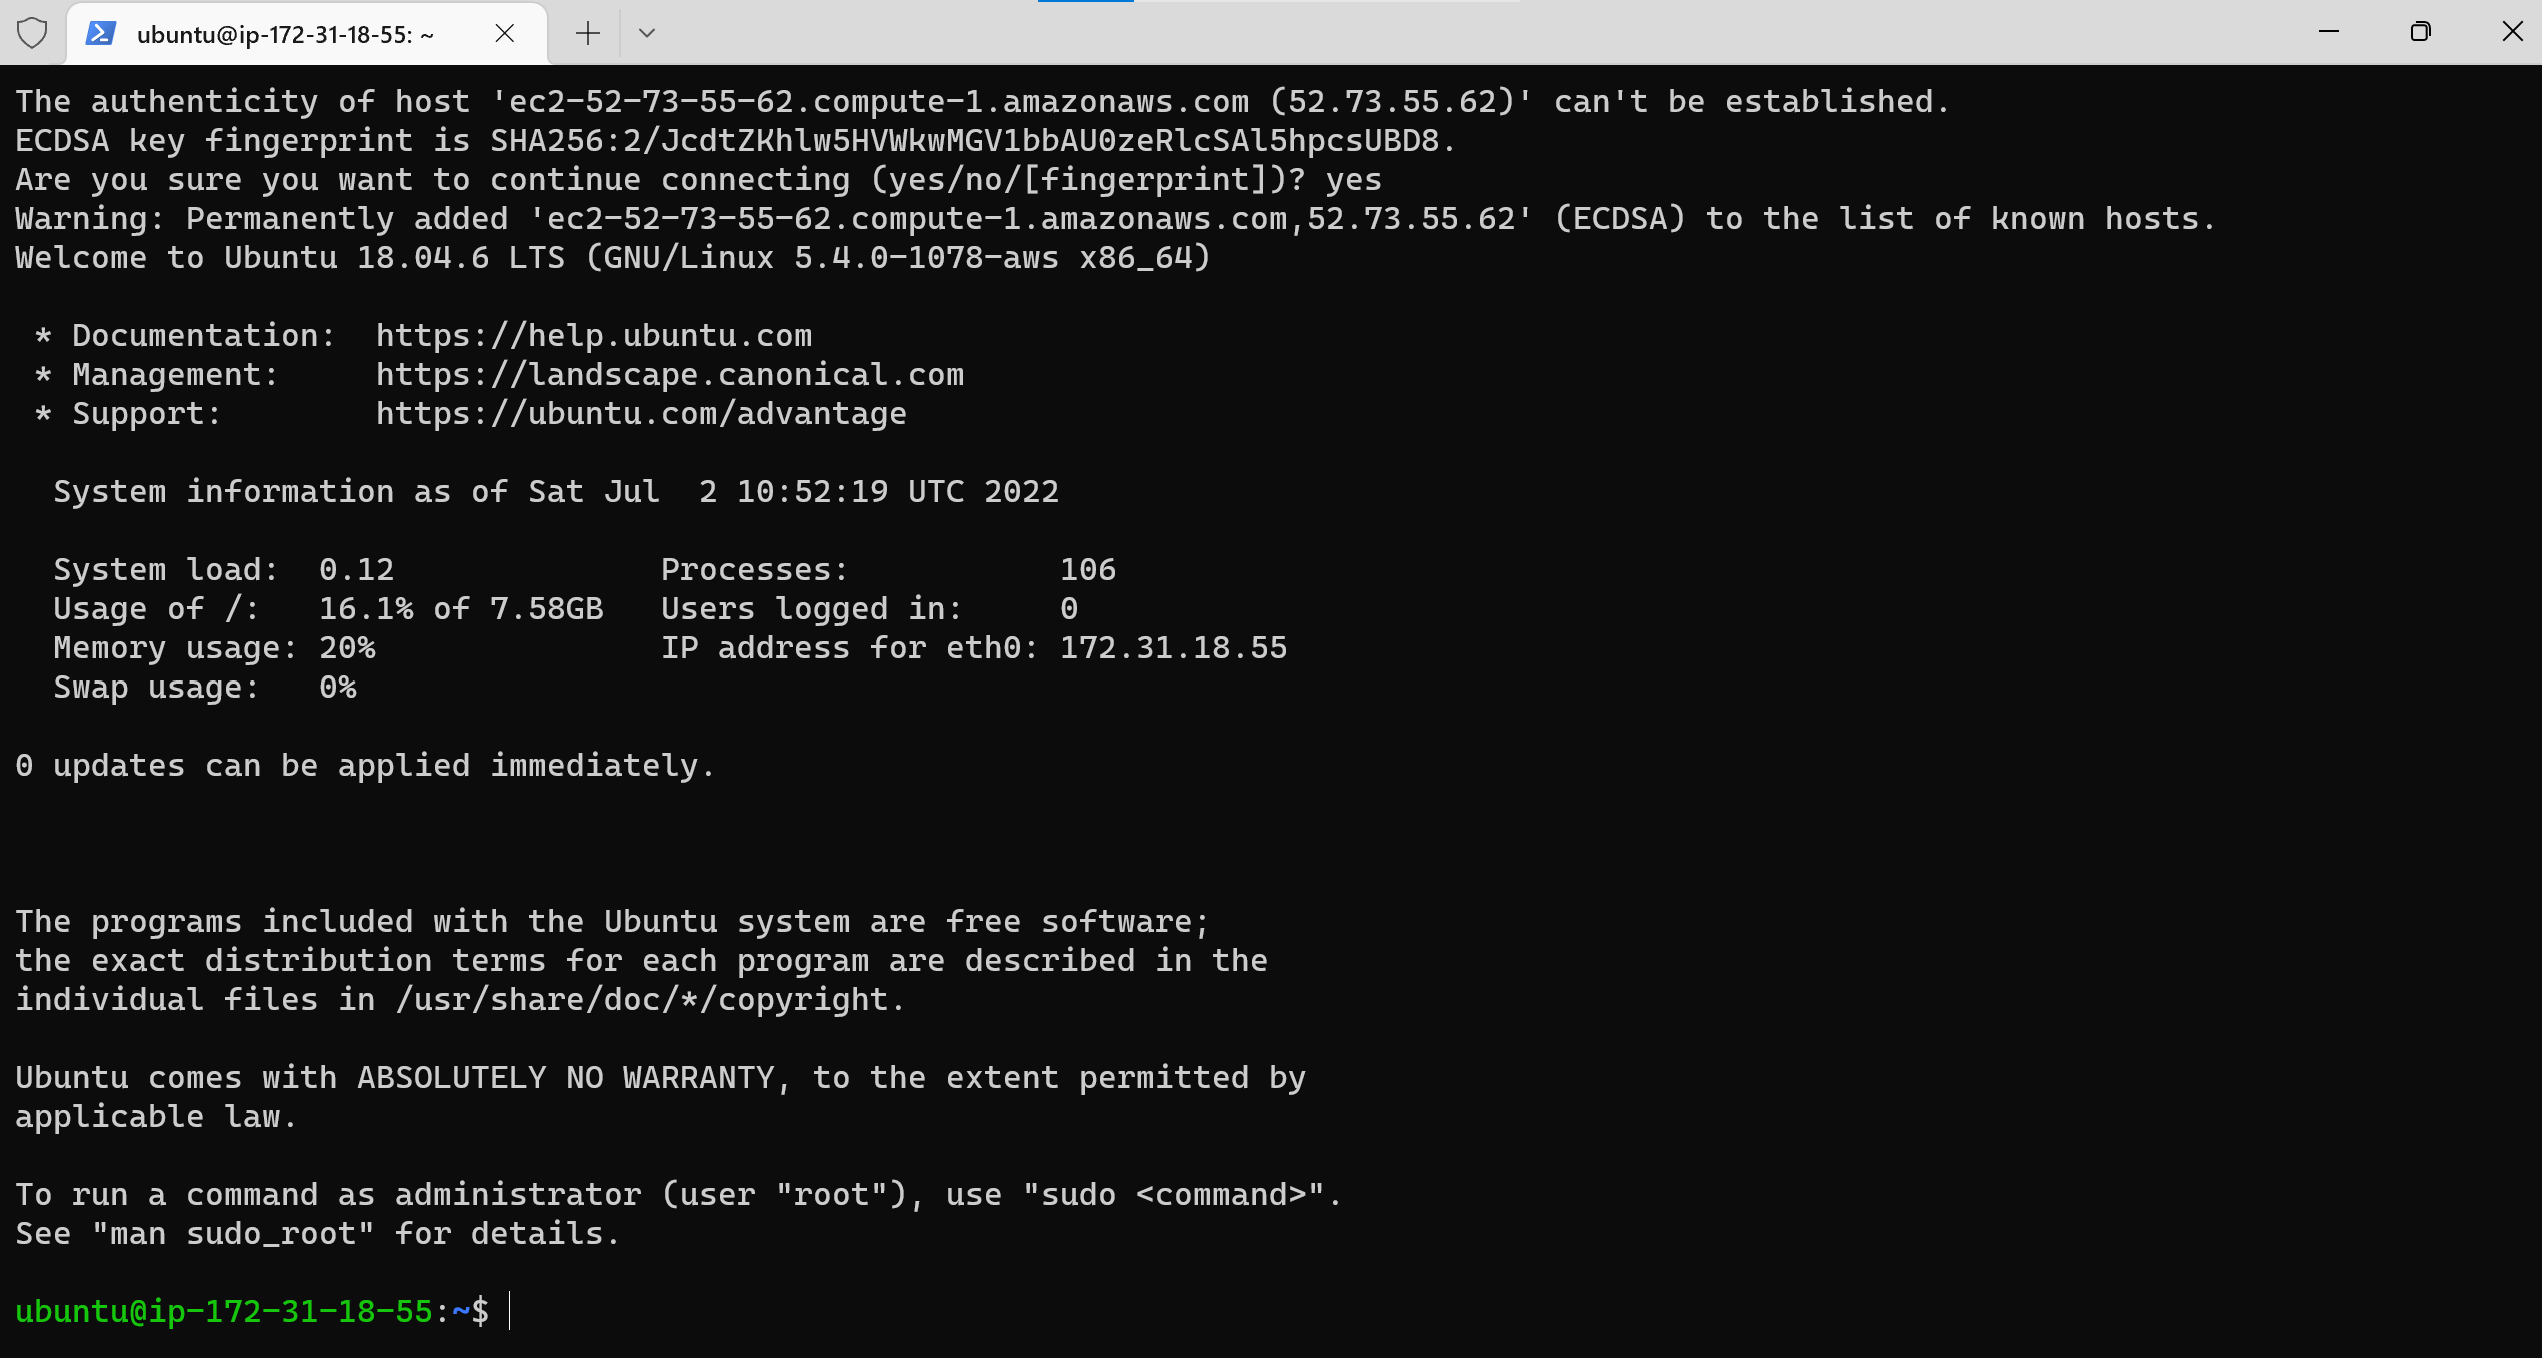 ubuntu@ip-172-31-18-55: ~
The authenticity of host 'ec2-52-73-55-62.compute-1.amazonaws.com (52.73.55.62)' can't be established.
ECDSA key fingerprint is SHA256:2/JcdtZKhlw5HVWkwMGV1bbAU0zeRlcSAl5hpcsUBD8.
Are you sure you want to continue connecting (yes/no/[fingerprint])? yes
Warning: Permanently added 'ec2-52-73-55-62.compute-1.amazonaws.com,52.73.55.62' (ECDSA) to the list of known hosts.
Welcome to Ubuntu 18.04.6 LTS (GNU/Linux 5.4.0-1078-aws x86_64)

 * Documentation:  https://help.ubuntu.com
 * Management:     https://landscape.canonical.com
 * Support:        https://ubuntu.com/advantage

  System information as of Sat Jul  2 10:52:19 UTC 2022

  System load:  0.12              Processes:           106
  Usage of /:   16.1% of 7.58GB   Users logged in:     0
  Memory usage: 20%               IP address for eth0: 172.31.18.55
  Swap usage:   0%

0 updates can be applied immediately.

The programs included with the Ubuntu system are free software;
the exact distribution terms for each program are described in the
individual files in /usr/share/doc/*/copyright.

Ubuntu comes with ABSOLUTELY NO WARRANTY, to the extent permitted by
applicable law.

To run a command as administrator (user "root"), use "sudo <command>".
See "man sudo_root" for details.

ubuntu@ip-172-31-18-55:~$